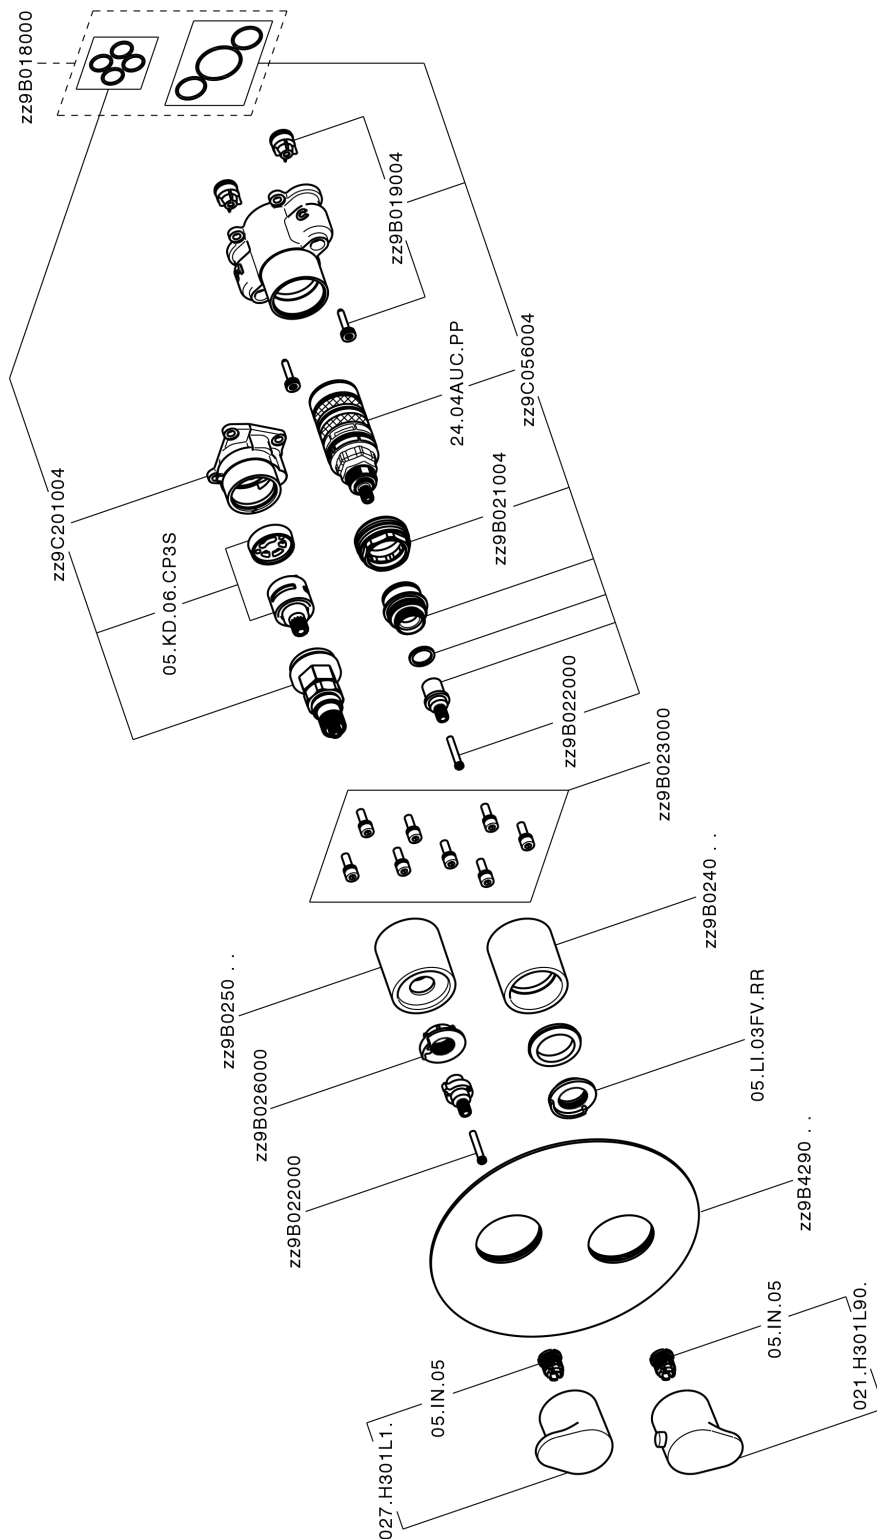 zz9B018000
zz9B019004
24.04AUC.PP
zz9C056004
zz9C201004
05.KD.06.CP3S
zz9B021004
zz9B022000
zz9B023000
zz9B0240 . .
zz9B0250 . .
zz9B026000
05.LI.03FV.RR
zz9B022000
zz9B4290 . .
05.IN.05
021.H301L90.
05.IN.05
027.H301L1.